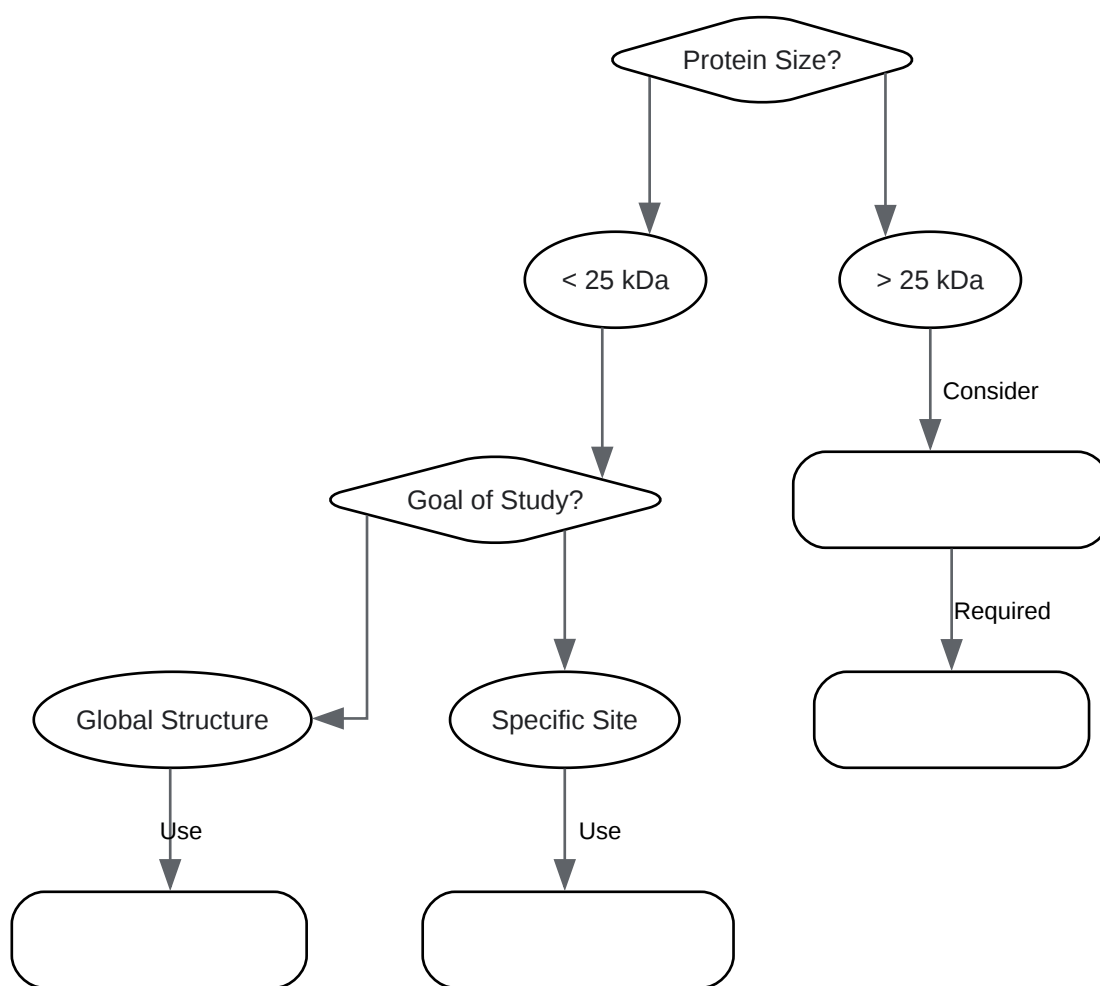 Protein Size?
< 25 kDa
> 25 kDa
Consider
Goal of Study?
Required
Global Structure
Specific Site
Use
Use